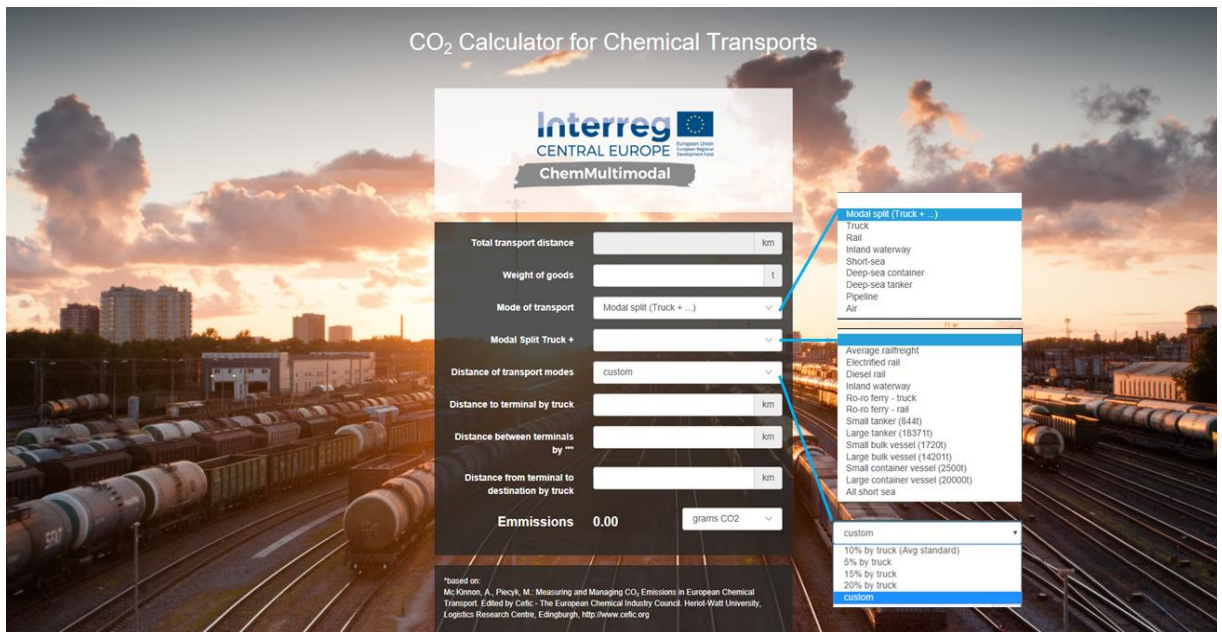 CO₂ Calculator for Chemical Transports
Interreg
CENTRAL EUROPE
European Union
European Regional
Development Fund
ChemMultimodal
Total transport distance
km
Weight of goods
t
Mode of transport
Modal split (Truck + ...)
Modal Split Truck +
Distance of transport modes
custom
Distance to terminal by truck
km
Distance between terminals
by ""
km
Distance from terminal to
destination by truck
km
Emmissions
0.00
grams CO2
*based on:
Mc Kinnon, A., Piecyk, M.: Measuring and Managing CO₂ Emissions in European Chemical
Transport. Edited by Cefic - The European Chemical Industry Council. Heriot-Watt University,
Logistics Research Centre, Edingburgh, http://www.cefic.org
Modal split (Truck + ...)
Truck
Rail
Inland waterway
Short-sea
Deep-sea container
Deep-sea tanker
Pipeline
Air
Average railfreight
Electrified rail
Diesel rail
Inland waterway
Ro-ro ferry - truck
Ro-ro ferry - rail
Small tanker (844t)
Large tanker (18371t)
Small bulk vessel (1720t)
Large bulk vessel (14201t)
Small container vessel (2500t)
Large container vessel (20000t)
All short sea
custom
10% by truck (Avg standard)
5% by truck
15% by truck
20% by truck
custom